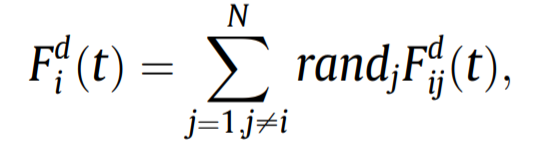 $F_i^d(t) = \sum_{j=1, j \neq i}^{N} rand_j F_{ij}^d(t),$